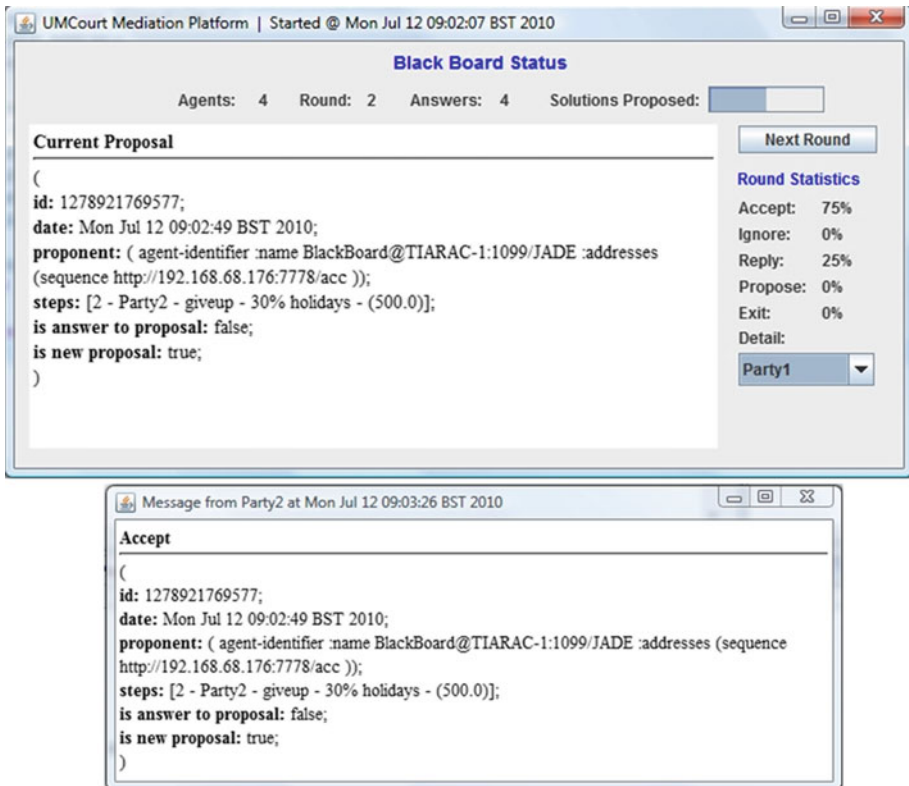 UMCourt Mediation Platform | Started @ Mon Jul 12 09:02:07 BST 2010
Black Board Status
Agents: 4 Round: 2 Answers: 4 Solutions Proposed:
Current Proposal
(
id: 1278921769577;
date: Mon Jul 12 09:02:49 BST 2010;
proponent: ( agent-identifier :name BlackBoard@TIARAC-1:1099/JADE :addresses
(sequence http://192.168.68.176:7778/acc ));
steps: [2 - Party2 - giveup - 30% holidays - (500.0)];
is answer to proposal: false;
is new proposal: true;
)
Next Round
Round Statistics
Accept: 75%
Ignore: 0%
Reply: 25%
Propose: 0%
Exit: 0%
Detail:
Party1
Message from Party2 at Mon Jul 12 09:03:26 BST 2010
Accept
(
id: 1278921769577;
date: Mon Jul 12 09:02:49 BST 2010;
proponent: ( agent-identifier :name BlackBoard@TIARAC-1:1099/JADE :addresses (sequence
http://192.168.68.176:7778/acc ));
steps: [2 - Party2 - giveup - 30% holidays - (500.0)];
is answer to proposal: false;
is new proposal: true;
)